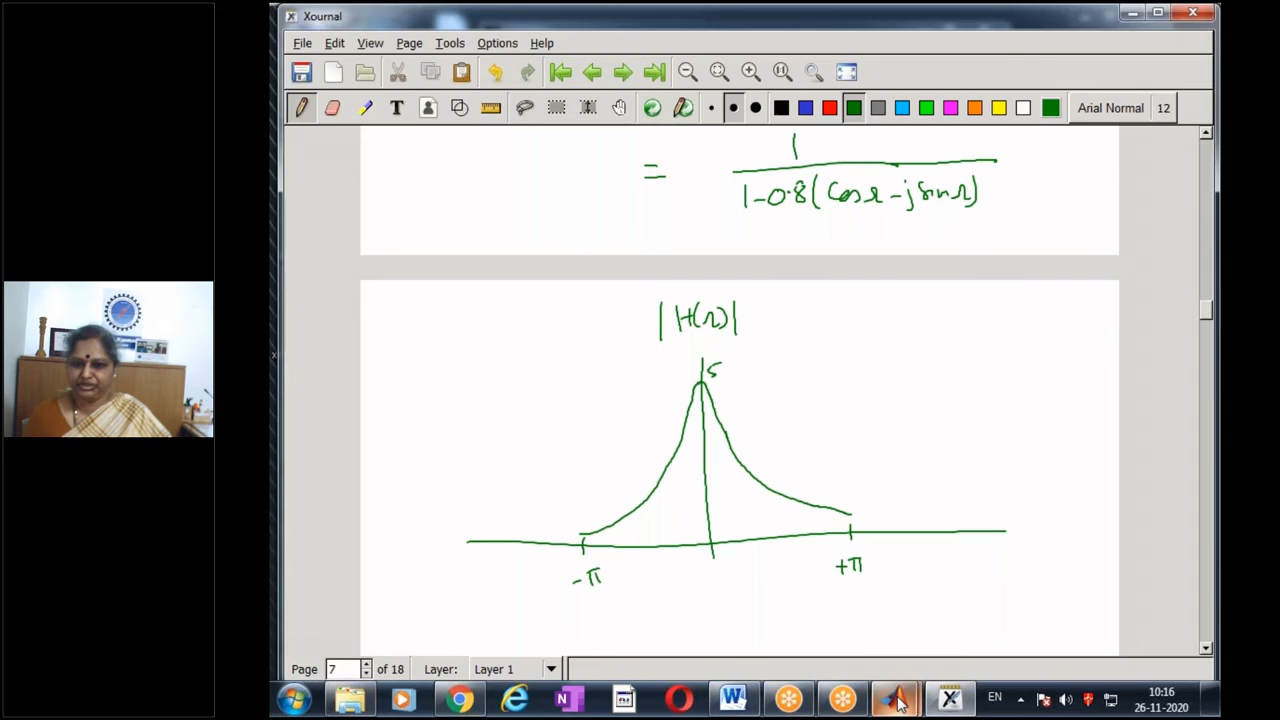 Xournal
File Edit View Page Tools Options Help
Arial Normal 12
1
= ―――
1-0.8(cosΩ-jsinΩ)
|H(Ω)|
5
-π
+π
Page 7 of 18 Layer: Layer 1
EN 10:16
26-11-2020